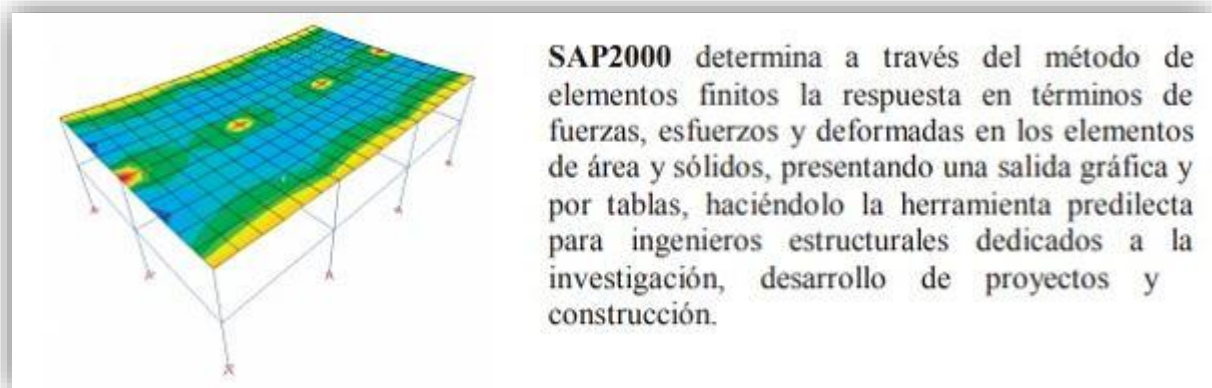 SAP2000 determina a través del método de
elementos finitos la respuesta en términos de
fuerzas, esfuerzos y deformadas en los elementos
de área y sólidos, presentando una salida gráfica y
por tablas, haciéndolo la herramienta predilecta
para ingenieros estructurales dedicados a la
investigación, desarrollo de proyectos y
construcción.